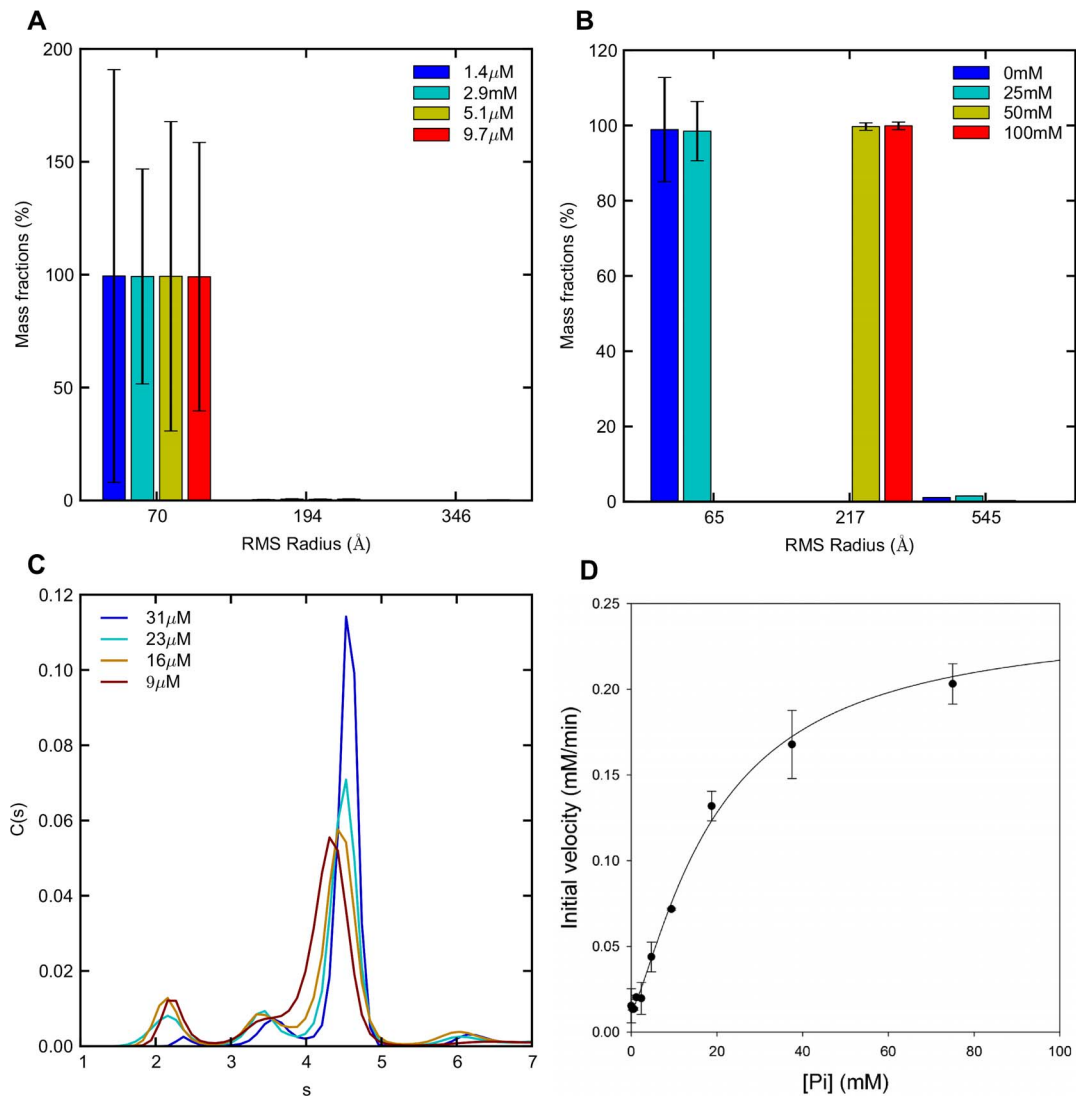 A
200
150
100
50
0
Mass fractions (%)
1.4μM
2.9mM
5.1μM
9.7μM
70
194
346
RMS Radius (Å)
B
120
100
80
60
40
20
0
Mass fractions (%)
0mM
25mM
50mM
100mM
65
217
545
RMS Radius (Å)
C
0.12
0.10
0.08
0.06
0.04
0.02
0.00
C(s)
31μM
23μM
16μM
9μM
1
2
3
4
5
6
7
s
D
0.25
0.20
0.15
0.10
0.05
0.00
Initial velocity (mM/min)
0
20
40
60
80
100
[Pi] (mM)